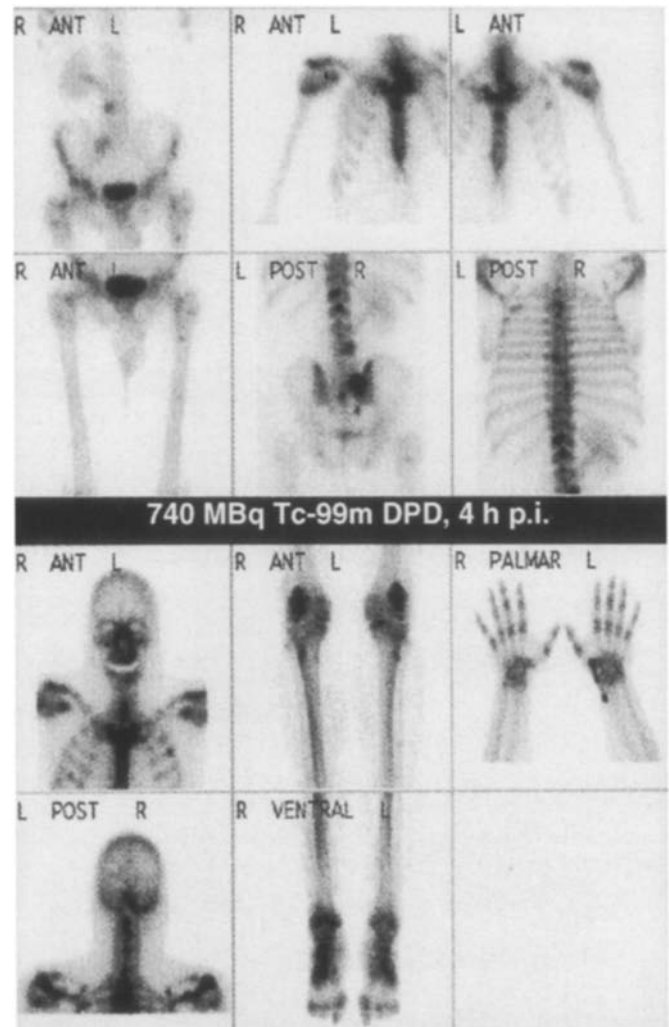 R ANT L
R ANT L
L ANT
R ANT L
L POST R
L POST R
740 MBq Tc-99m DPD, 4 h p.i.
R ANT L
R ANT L
R PALMAR L
L POST R
R VENTRAL L